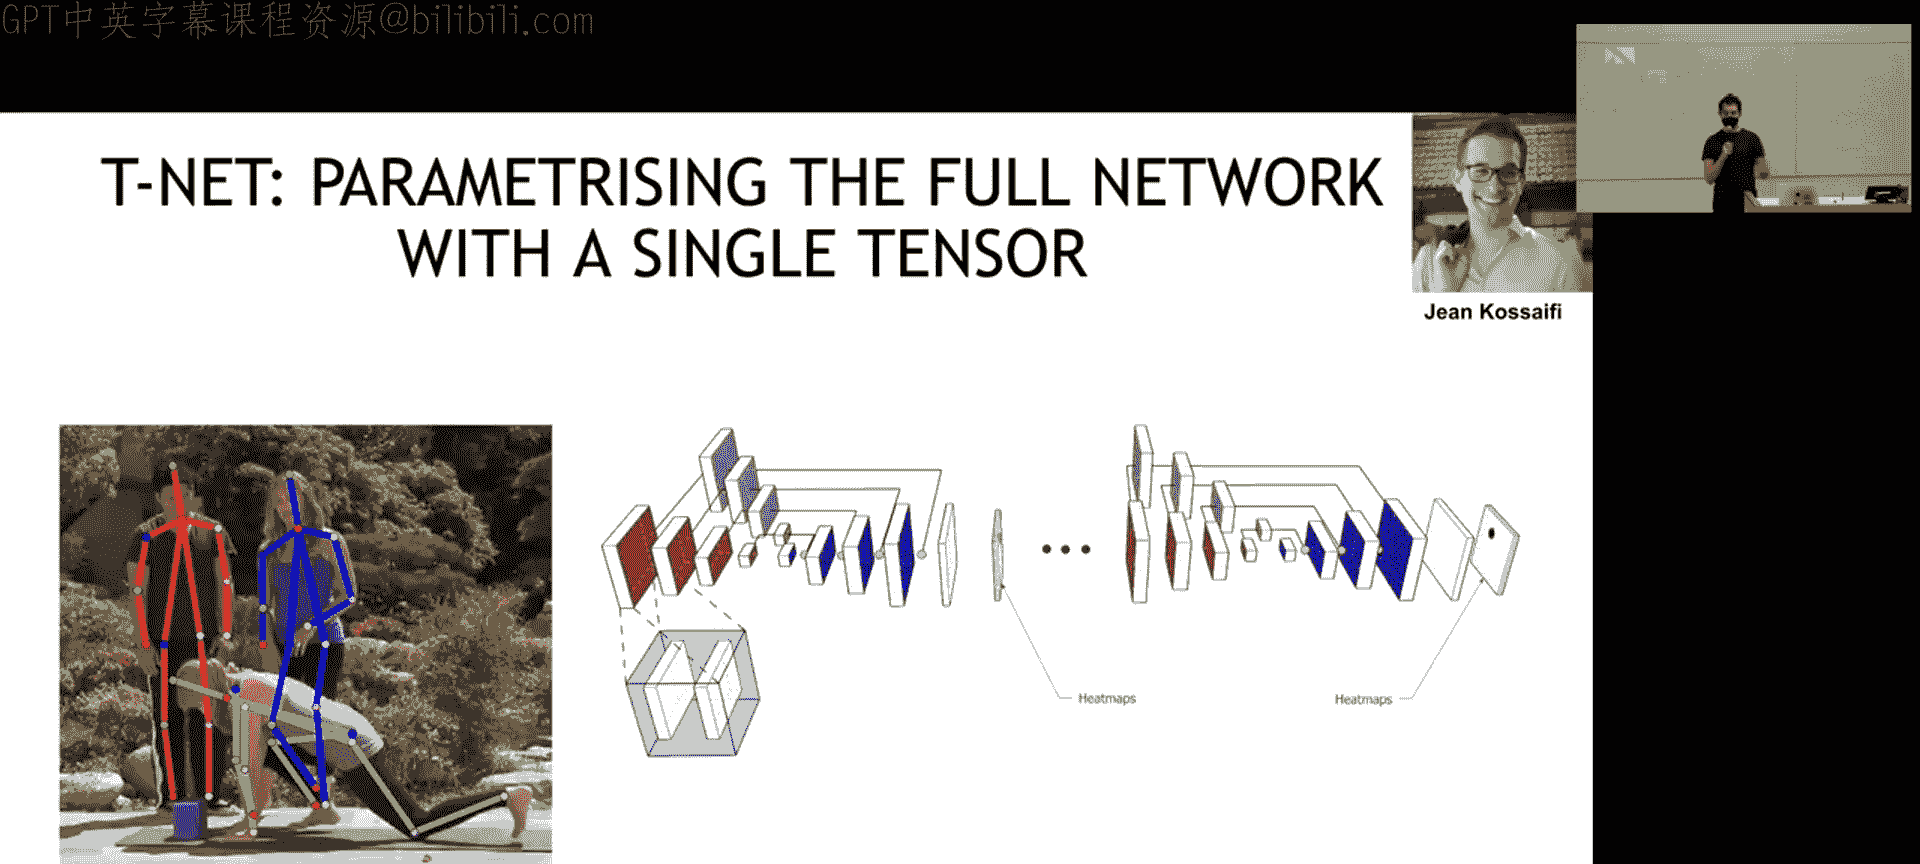 GPT中英字幕课程资源@bilibili.com
T-NET: PARAMETRISING THE FULL NETWORK
WITH A SINGLE TENSOR
Jean Kossaifi
Heatmaps
Heatmaps